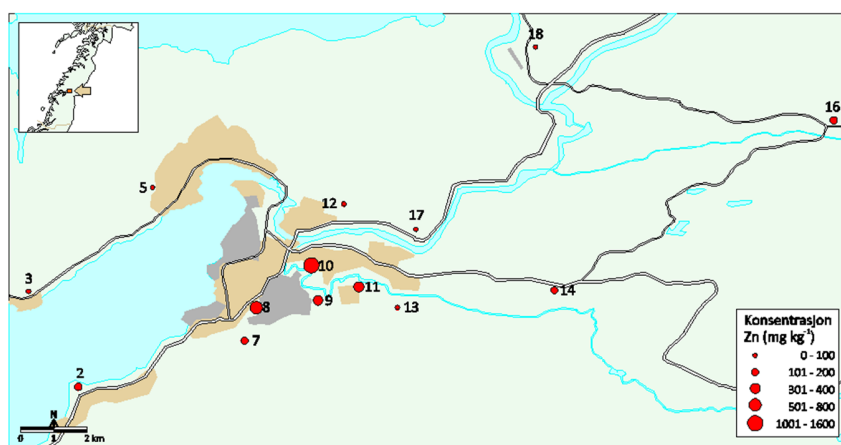 18
16
5
12
17
3
10
11
14
9
8
13
7
2
N
0 1 2 km
Konsentrasjon
Zn (mg kg⁻¹)
0 - 100
101 - 200
301 - 400
501 - 800
1001 - 1600